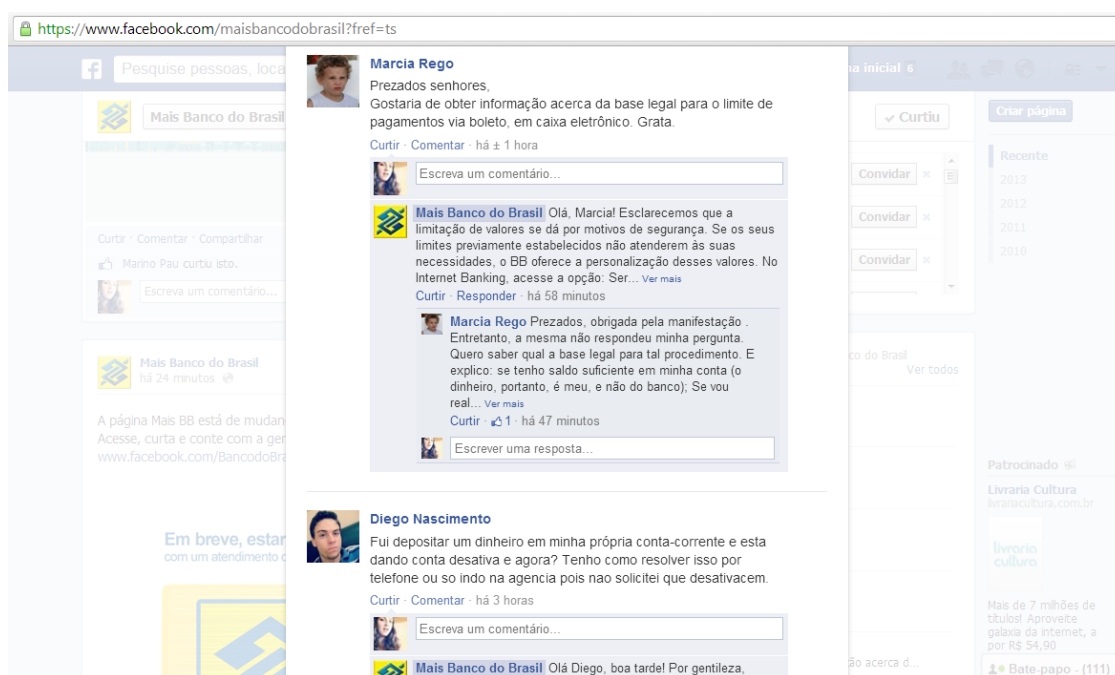 https://www.facebook.com/maisbancodobrasil?fref=ts
Pesquise pessoas, loca
na inicial 6
Mais Banco do Brasil
Curtiu
Criar página
Recente
2013
2012
2011
2010
Convidar
Convidar
Convidar
Curtir · Comentar · Compartilhar
Marino Pau curtiu isto.
Escreva um comentário...
Mais Banco do Brasil
há 24 minutos
A página Mais BB está de mudan
Acesse, curta e conte com a ger
www.facebook.com/BancodoBra
Em breve, estar
com um atendimento d
Marcia Rego
Prezados senhores,
Gostaria de obter informação acerca da base legal para o limite de
pagamentos via boleto, em caixa eletrônico. Grata.
Curtir · Comentar · há ± 1 hora
Escreva um comentário...
Mais Banco do Brasil Olá, Marcia! Esclarecemos que a
limitação de valores se dá por motivos de segurança. Se os seus
limites previamente estabelecidos não atenderem às suas
necessidades, o BB oferece a personalização desses valores. No
Internet Banking, acesse a opção: Ser... Ver mais
Curtir · Responder · há 58 minutos
Marcia Rego Prezados, obrigada pela manifestação .
Entretanto, a mesma não respondeu minha pergunta.
Quero saber qual a base legal para tal procedimento. E
explico: se tenho saldo suficiente em minha conta (o
dinheiro, portanto, é meu, e não do banco); Se vou
real... Ver mais
Curtir · 1 · há 47 minutos
Escrever uma resposta...
Diego Nascimento
Fui depositar um dinheiro em minha própria conta-corrente e esta
dando conta desativa e agora? Tenho como resolver isso por
telefone ou so indo na agencia pois nao solicitei que desativacem.
Curtir · Comentar · há 3 horas
Escreva um comentário...
Mais Banco do Brasil Olá Diego, boa tarde! Por gentileza,
co do Brasil
Ver todos
ão acerca d...
Patrocinado
Livraria Cultura
livrariacultura.com.br
livraria
cultura
Mais de 7 milhões de
títulos! Aproveite
galaxia da internet, a
por R$ 54,90
Bate-papo - (111)